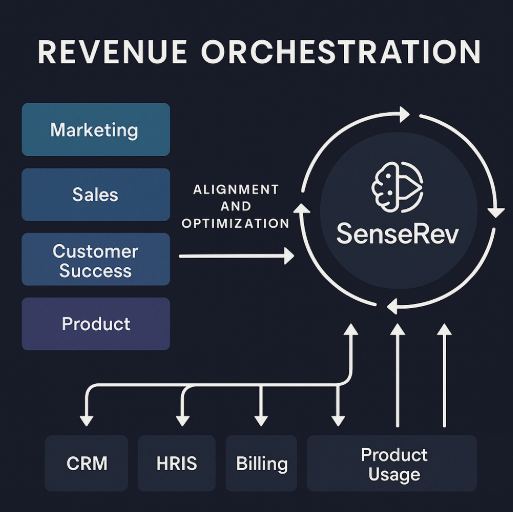 REVENUE ORCHESTRATION
Marketing
Sales
Customer
Success
Product
ALIGNMENT
AND
OPTIMIZATION
SenseRev
CRM
HRIS
Billing
Product
Usage